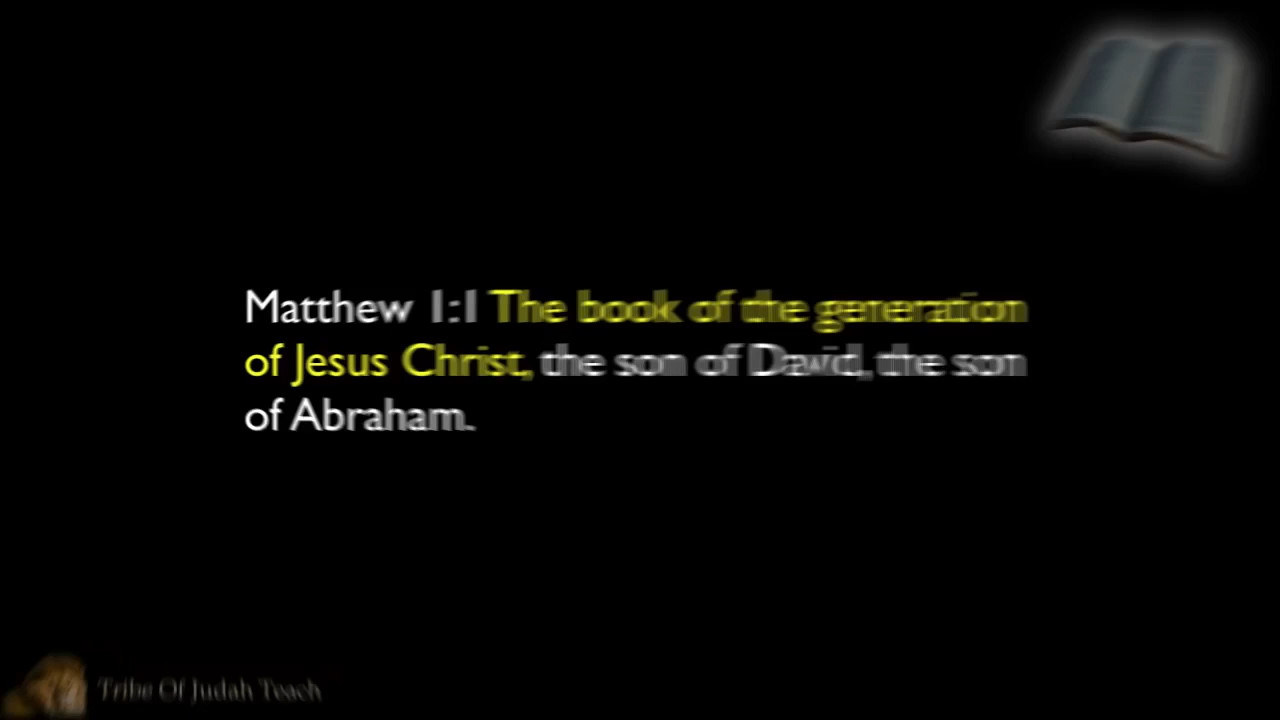 Matthew 1:1 The book of the generation
of Jesus Christ, the son of David, the son
of Abraham.
Tribe Of Judah Teach